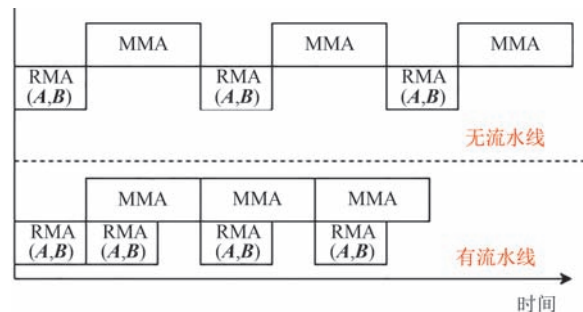 MMA MMA MMA
RMA RMA RMA
(A,B) (A,B) (A,B)
无流水线
MMA MMA MMA
RMA RMA RMA RMA
(A,B) (A,B) (A,B) (A,B)
有流水线
时间